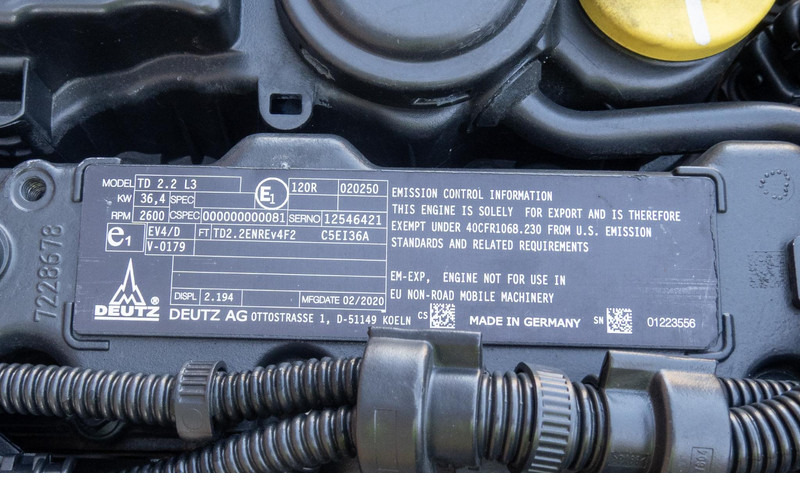 MODEL TD 2.2 L3 E1 120R 020250
KW 36,4 SPEC
RPM 2600 CSPEC 000000000081 SERNO 12546421
e1 EV4/D FT TD2.2ENREv4F2 C5EI36A
V-0179
DISPL 2.194 MFGDATE 02/2020
DEUTZ ®
DEUTZ AG OTTOSTRASSE 1, D-51149 KOELN CS MADE IN GERMANY SN 01223556
EMISSION CONTROL INFORMATION
THIS ENGINE IS SOLELY FOR EXPORT AND IS THEREFORE
EXEMPT UNDER 40CFR1068.230 FROM U.S. EMISSION
STANDARDS AND RELATED REQUIREMENTS
EM-EXP, ENGINE NOT FOR USE IN
EU NON-ROAD MOBILE MACHINERY
7228678